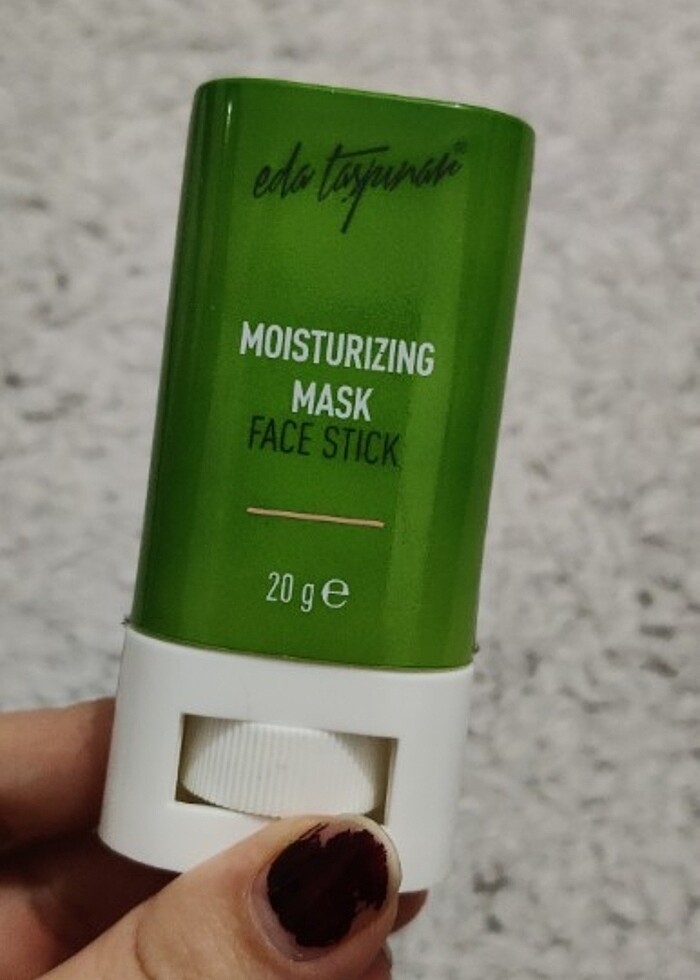 eda taşpınar®
MOISTURIZING
MASK
FACE STICK
20 g ℮